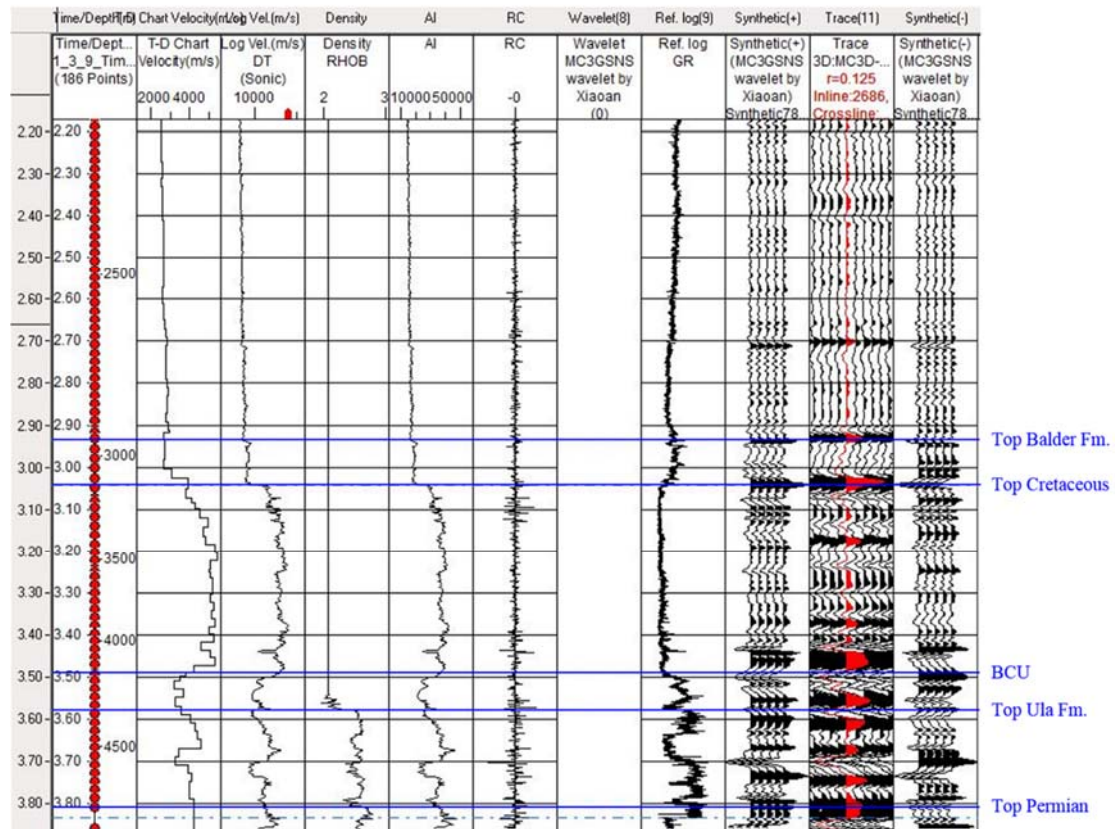 Log Vel.(m/s) Density AI RC Wavelet(8) Ref. log(9) Synthetic(+) Trace(11) Synthetic(-)
Time/Dept... T-D Chart Log Vel.(m/s) Density AI RC Wavelet Ref. log Synthetic(+) Trace Synthetic(-)
1_3_9_Tim... Velocity(m/s) DT RHOB MC3GSNS GR (MC3GSNS 3D:MC3D-... (MC3GSNS
(186 Points) (Sonic) wavelet by wavelet by r=0.125 wavelet by
Xiaoan Xiaoan) Inline:2686, Xiaoan)
2000 4000 10000 2 3 10000 50000 -0 (0) Synthetic78... Crossline: Synthetic78...
2.20 2.20
2.30 2.30
2.40 2.40
2.50 2.50
2500
2.60 2.60
2.70 2.70
2.80 2.80
2.90 2.90
Top Balder Fm.
3000
3.00 3.00
Top Cretaceous
3.10 3.10
3.20 3.20
3500
3.30 3.30
3.40 3.40
4000
BCU
3.50 3.50
Top Ula Fm.
3.60 3.60
4500
3.70 3.70
3.80 3.80
Top Permian